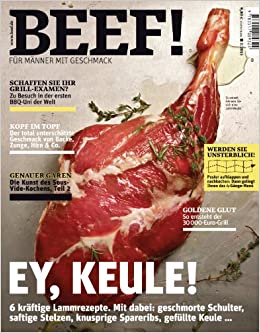 www.beef.de
BEEF!
FÜR MÄNNER MIT GESCHMACK
SCHAFFEN SIE IHR
GRILL-EXAMEN?
Zu Besuch in der ersten
BBQ-Uni der Welt
KOPF IM TOPF
Der total unterschätzte
Geschmack von Backe,
Zunge, Hirn & Co.
GENAUER GAREN
Die Kunst des Sous-
Vide-Kochens, Teil 2
WERDEN SIE
UNSTERBLICH!
GOLDENE GLUT
So entsteht der
30 000-Euro-Grill
EY, KEULE!
6 kräftige Lammrezepte. Mit dabei: geschmorte Schulter,
saftige Stelzen, knusprige Spareribs, gefüllte Keule ...